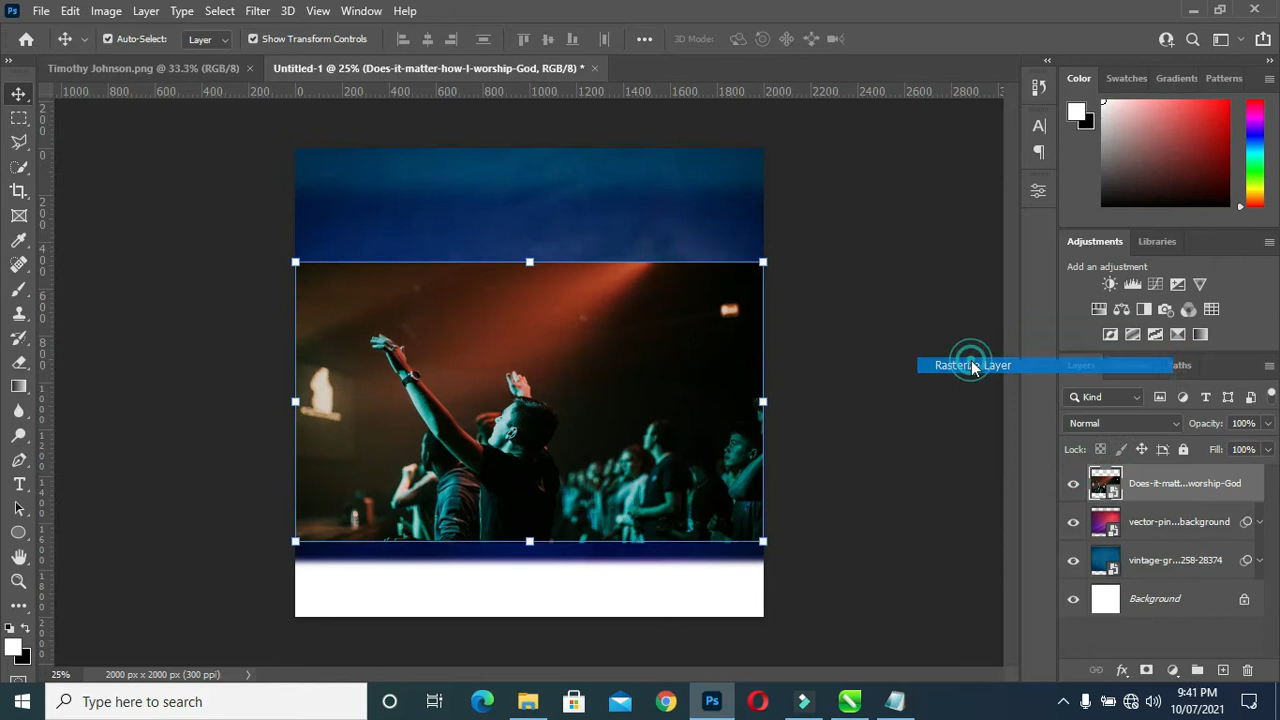 Ps File Edit Image Layer Type Select Filter 3D View Window Help
Auto-Select: Layer Show Transform Controls 3D Mode:
Timothy Johnson.png @ 33.3% (RGB/8) × Untitled-1 @ 25% (Does-it-matter-how-I-worship-God, RGB/8) * ×
1000 800 600 400 200 0 200 400 600 800 1000 1200 1400 1600 1800 2000 2200 2400 2600 2800
Color Swatches Gradients Patterns
Adjustments Libraries
Add an adjustment
Rasterize Layer
Layers
Kind
Normal Opacity: 100%
Lock: Fill: 100%
Does-it-matt...worship-God
vector-pin...background
vintage-gr...258-28374
Background
25% 2000 px x 2000 px (300 ppi)
Type here to search
9:41 PM
10/07/2021